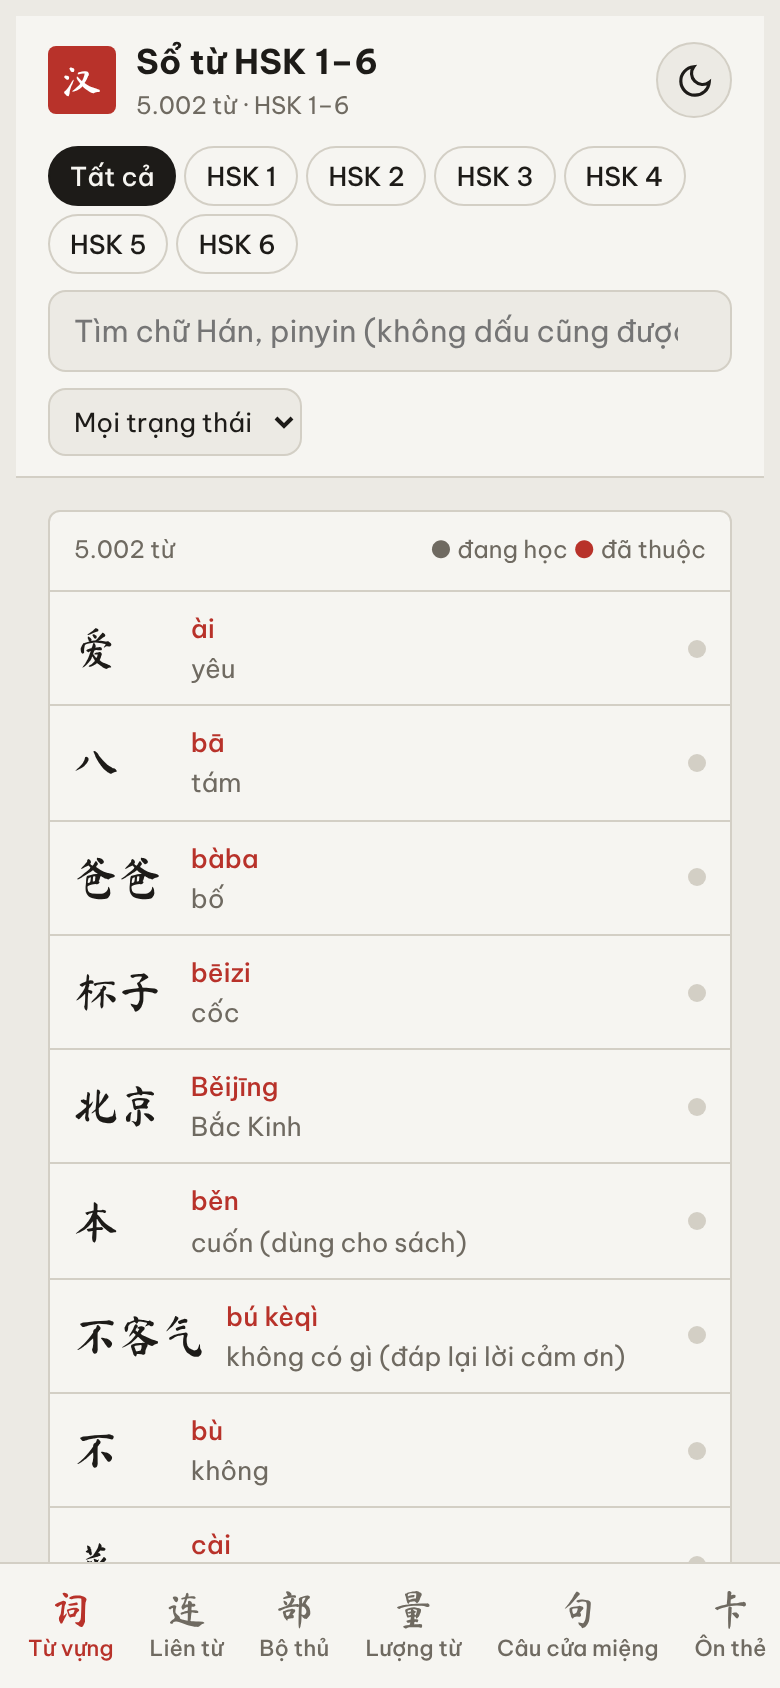 汉
Sổ từ HSK 1–6
5.002 từ · HSK 1–6
Tất cả
HSK 1
HSK 2
HSK 3
HSK 4
HSK 5
HSK 6
Tìm chữ Hán, pinyin (không dấu cũng được
Mọi trạng thái
5.002 từ
đang học
đã thuộc
爱
ài
yêu
八
bā
tám
爸爸
bàba
bố
杯子
bēizi
cốc
北京
Běijīng
Bắc Kinh
本
běn
cuốn (dùng cho sách)
不客气
bú kèqì
không có gì (đáp lại lời cảm ơn)
不
bù
không
cài
词
Từ vựng
连
Liên từ
部
Bộ thủ
量
Lượng từ
句
Câu cửa miệng
卡
Ôn thẻ